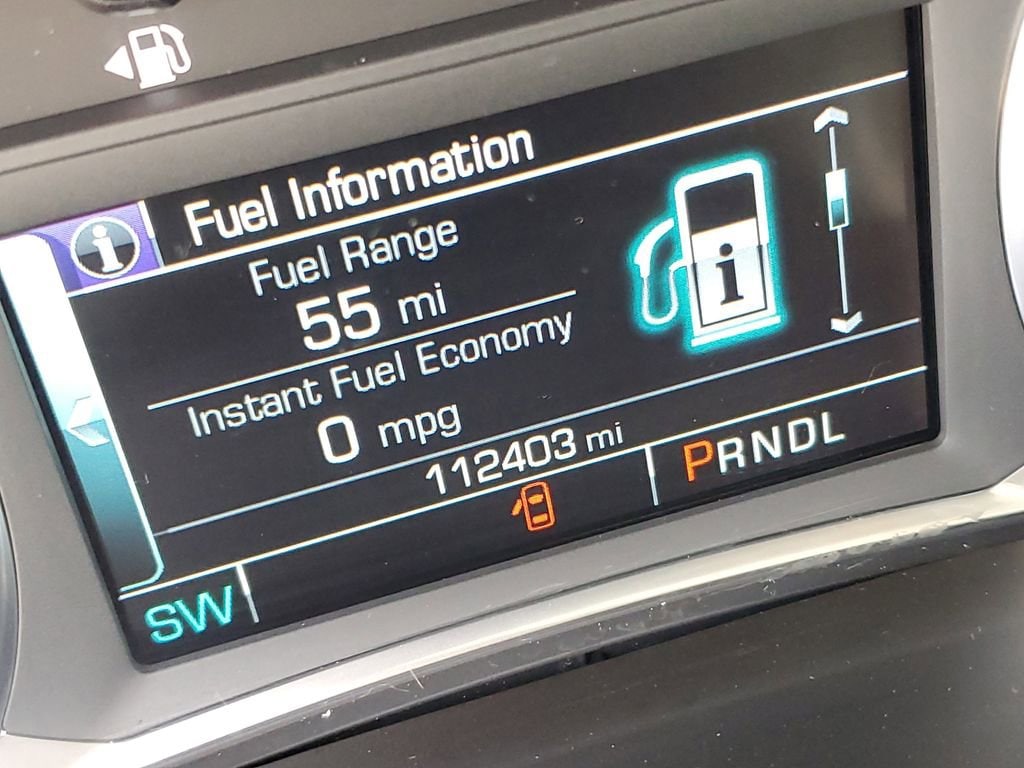 Fuel Information
Fuel Range
55 mi
Instant Fuel Economy
0 mpg
112403 mi
PRNDL
SW